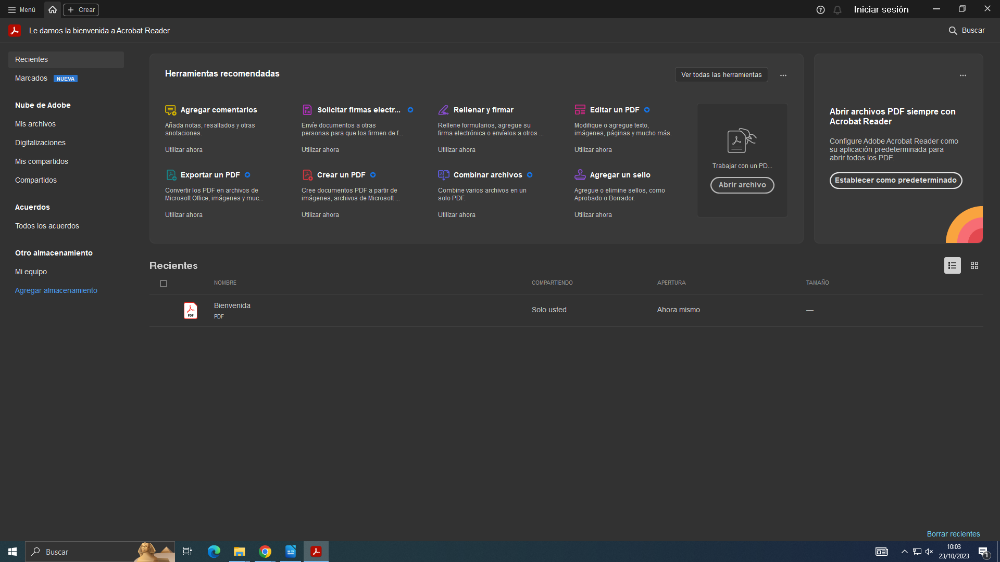 Menú
Crear
Iniciar sesión
Le damos la bienvenida a Acrobat Reader
Buscar
Recientes
Marcados NUEVA
Nube de Adobe
Mis archivos
Digitalizaciones
Mis compartidos
Compartidos
Acuerdos
Todos los acuerdos
Otro almacenamiento
Mi equipo
Agregar almacenamiento
Herramientas recomendadas
Ver todas las herramientas
Agregar comentarios
Añada notas, resaltados y otras
anotaciones.
Utilizar ahora
Solicitar firmas electr...
Envíe documentos a otras
personas para que los firmen de f...
Utilizar ahora
Rellenar y firmar
Rellene formularios, agregue su
firma electrónica o envíelos a otros ...
Utilizar ahora
Editar un PDF
Modifique o agregue texto,
imágenes, páginas y mucho más.
Utilizar ahora
Exportar un PDF
Convertir los PDF en archivos de
Microsoft Office, imágenes y muc...
Utilizar ahora
Crear un PDF
Cree documentos PDF a partir de
imágenes, archivos de Microsoft ...
Utilizar ahora
Combinar archivos
Combine varios archivos en un
solo PDF.
Utilizar ahora
Agregar un sello
Agregue o elimine sellos, como
Aprobado o Borrador.
Utilizar ahora
Trabajar con un PD...
Abrir archivo
Abrir archivos PDF siempre con
Acrobat Reader
Configure Adobe Acrobat Reader como
su aplicación predeterminada para
abrir todos los PDF.
Establecer como predeterminado
Recientes
NOMBRE COMPARTIENDO APERTURA TAMAÑO
PDF
Bienvenida Solo usted Ahora mismo —
PDF
Borrar recientes
Buscar
10:03
23/10/2023
1